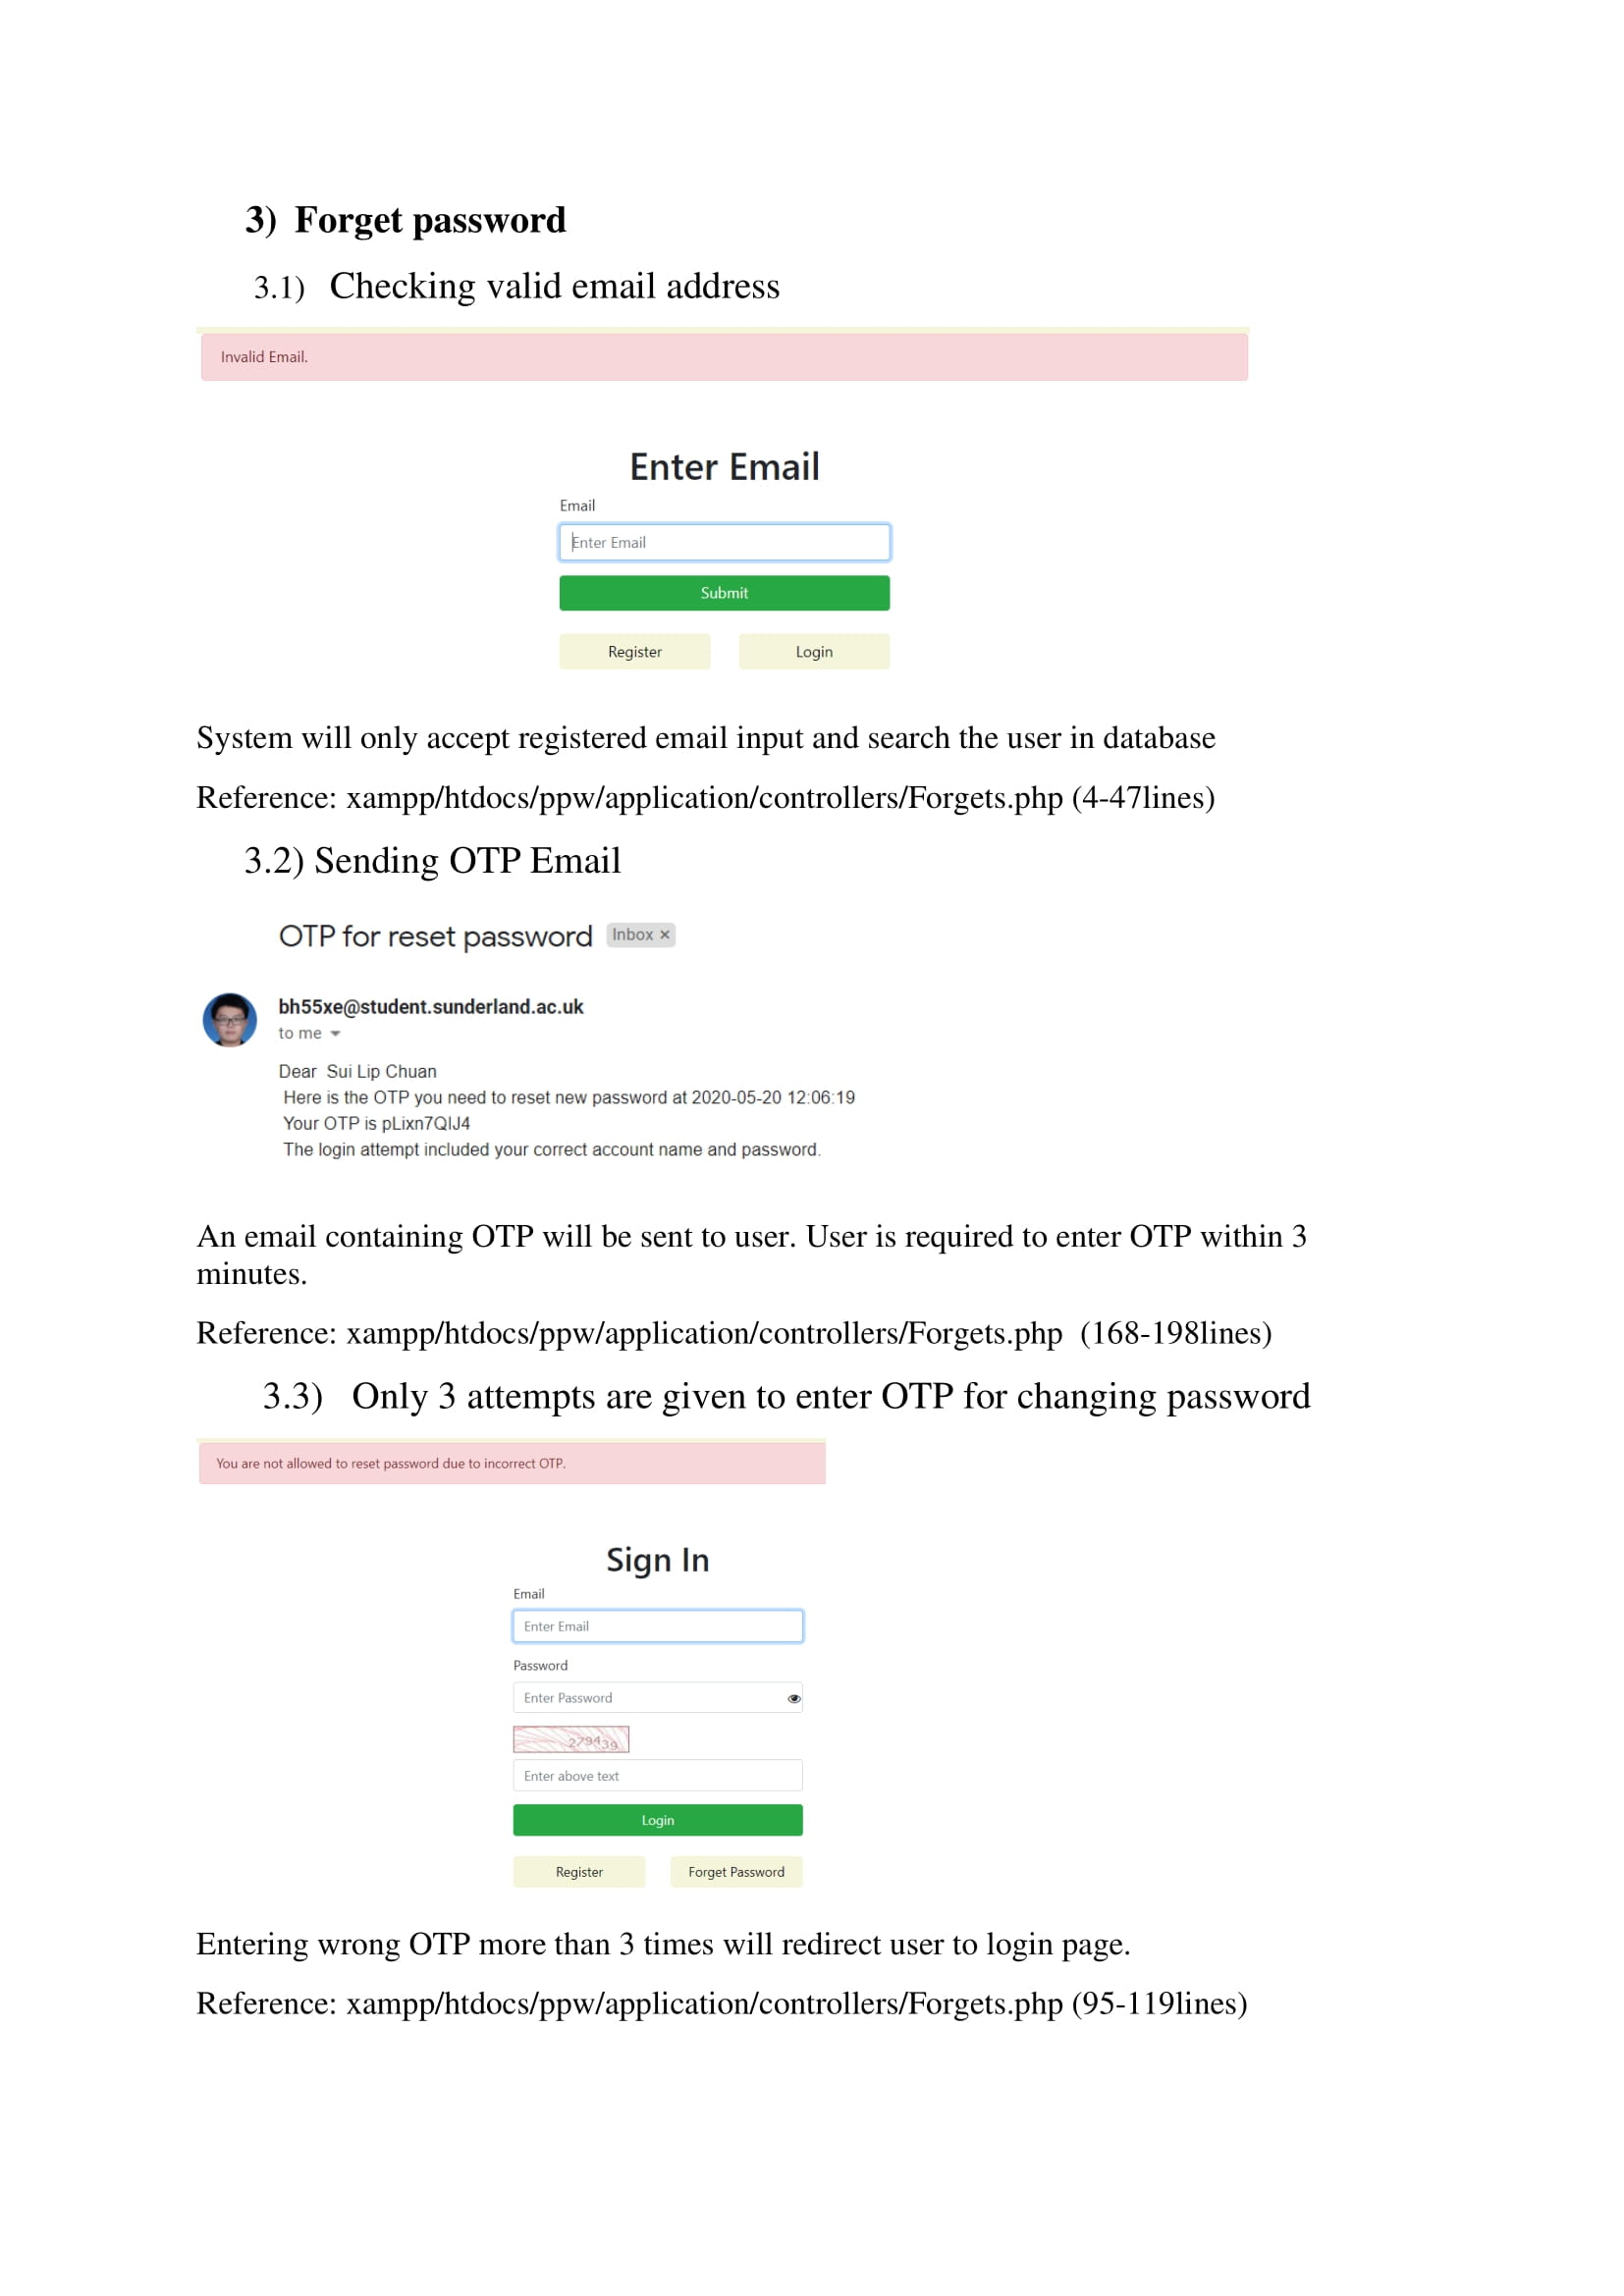 3) Forget password
3.1) Checking valid email address
Invalid Email.
Enter Email
Email
Enter Email
Submit
Register Login
System will only accept registered email input and search the user in database
Reference: xampp/htdocs/ppw/application/controllers/Forgets.php (4-47lines)
3.2) Sending OTP Email
OTP for reset password Inbox ×
bh55xe@student.sunderland.ac.uk
to me
Dear Sui Lip Chuan
Here is the OTP you need to reset new password at 2020-05-20 12:06:19
Your OTP is pLixn7QIJ4
The login attempt included your correct account name and password.
An email containing OTP will be sent to user. User is required to enter OTP within 3
minutes.
Reference: xampp/htdocs/ppw/application/controllers/Forgets.php (168-198lines)
3.3) Only 3 attempts are given to enter OTP for changing password
You are not allowed to reset password due to incorrect OTP.
Sign In
Email
Enter Email
Password
Enter Password
279439
Enter above text
Login
Register Forget Password
Entering wrong OTP more than 3 times will redirect user to login page.
Reference: xampp/htdocs/ppw/application/controllers/Forgets.php (95-119lines)